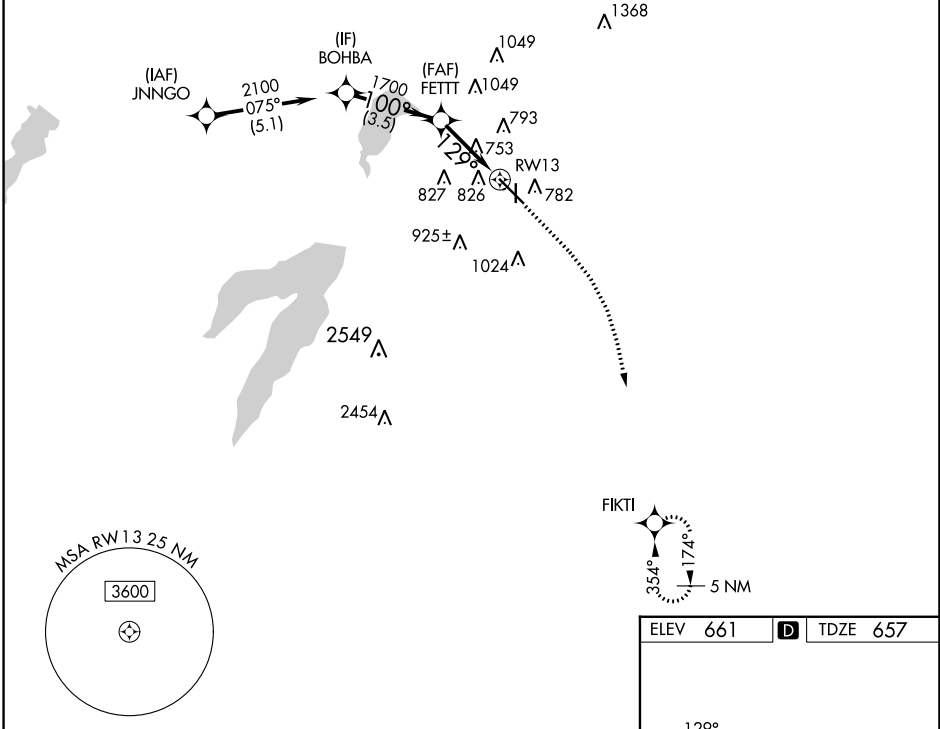 1368
1049
(IF)
BOHBA
(IAF)
JNNGO
2100
075°
(5.1)
1700
100°
(3.5)
(FAF)
FETTT
1049
793
753
129°
RW13
827
826
782
925±
1024
2549
2454
FIKTI
354°
174°
5 NM
MSA RW13 25 NM
3600
ELEV 661 D TDZE 657
129°